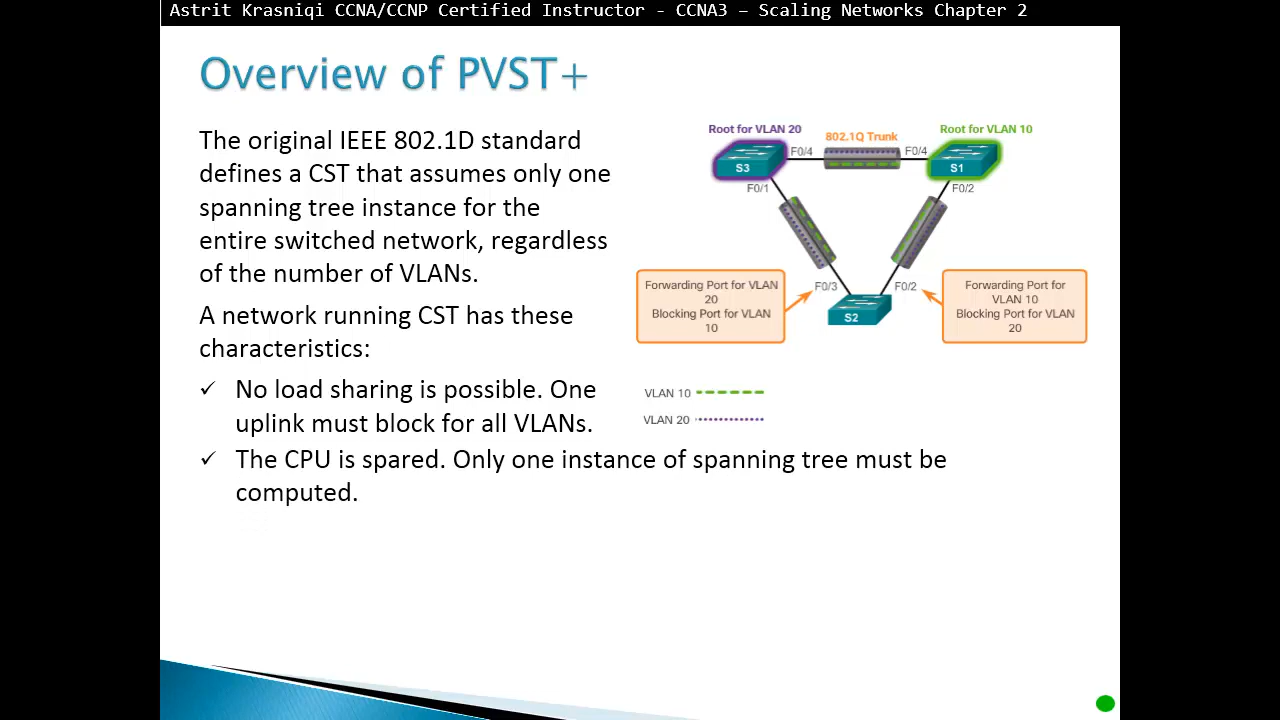 Astrit Krasniqi CCNA/CCNP Certified Instructor - CCNA3 – Scaling Networks Chapter 2
Overview of PVST+
The original IEEE 802.1D standard
defines a CST that assumes only one
spanning tree instance for the
entire switched network, regardless
of the number of VLANs.
A network running CST has these
characteristics:
✓ No load sharing is possible. One
uplink must block for all VLANs.
✓ The CPU is spared. Only one instance of spanning tree must be
computed.
Root for VLAN 20
802.1Q Trunk
Root for VLAN 10
S3
F0/4
F0/4
S1
F0/1
F0/2
Forwarding Port for VLAN
20
Blocking Port for VLAN
10
F0/3
F0/2
S2
Forwarding Port for
VLAN 10
Blocking Port for VLAN
20
VLAN 10
VLAN 20